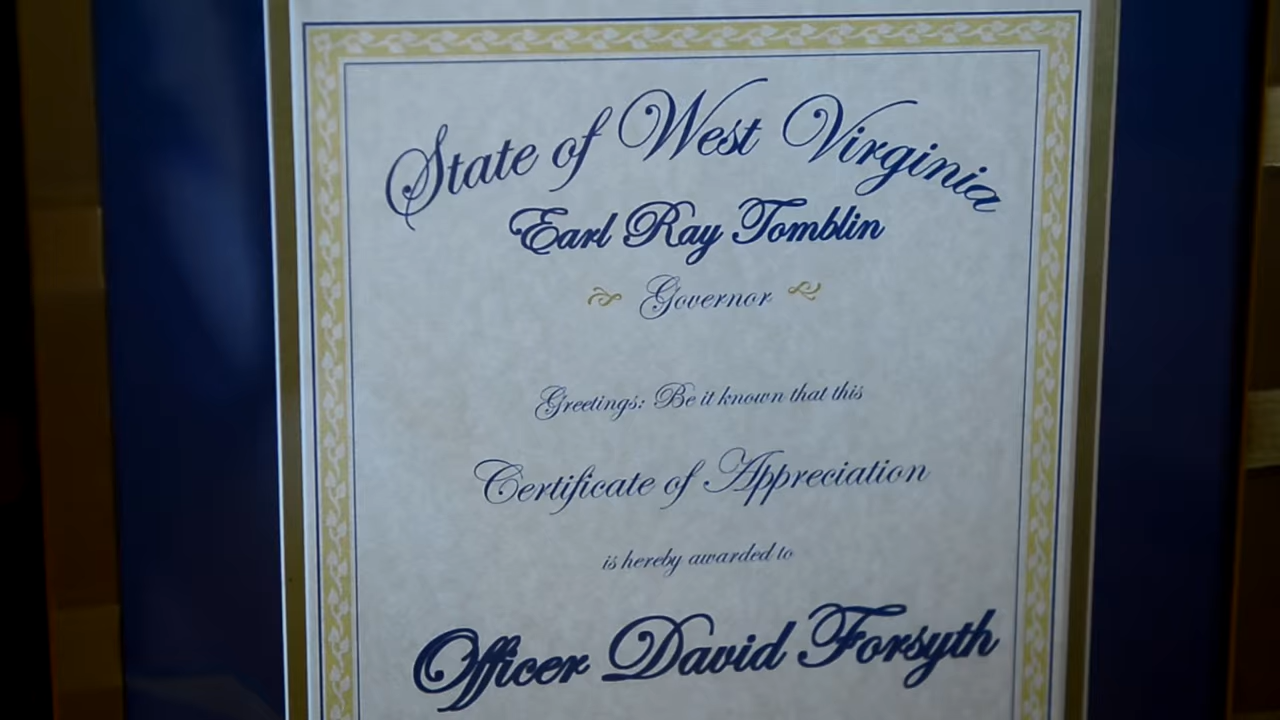 State of West Virginia
Earl Ray Tomblin
Governor
Greetings: Be it known that this
Certificate of Appreciation
is hereby awarded to
Officer David Forsyth